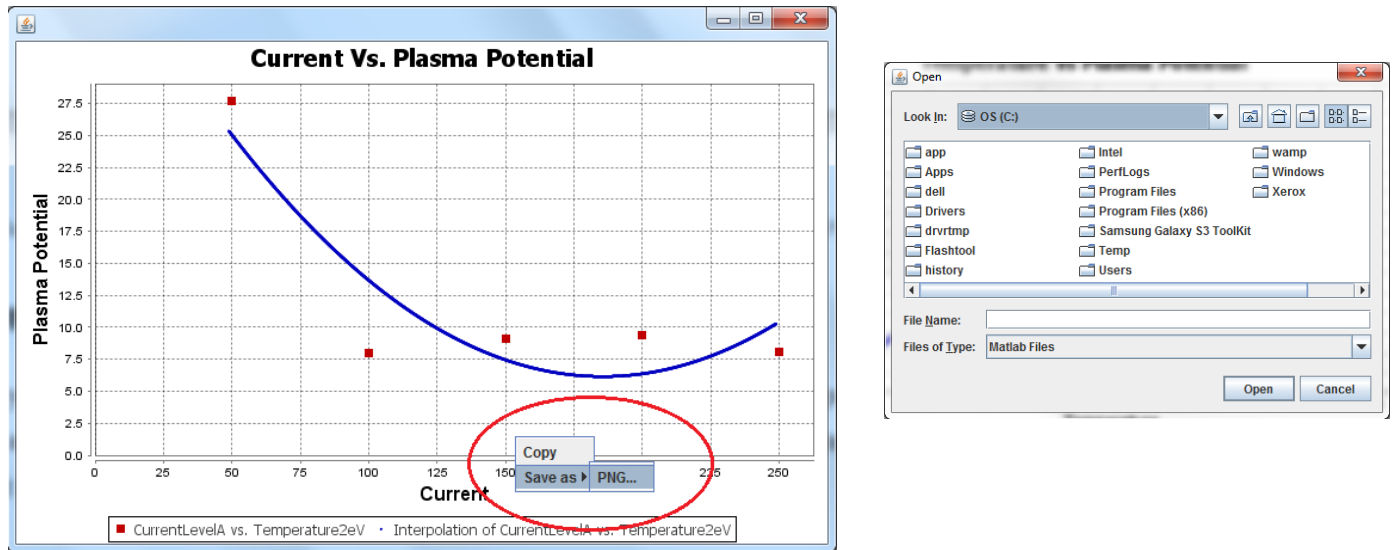 Current Vs. Plasma Potential
27.5
25.0
22.5
20.0
17.5
15.0
12.5
10.0
7.5
5.0
2.5
0.0
Plasma Potential
0 25 50 75 100 125 150 225 250
Current
Copy
Save as PNG...
CurrentLevelA vs. Temperature2eV Interpolation of CurrentLevelA vs. Temperature2eV
Open
Look In: OS (C:)
app Intel wamp
Apps PerfLogs Windows
dell Program Files Xerox
Drivers Program Files (x86)
drvrtmp Samsung Galaxy S3 ToolKit
Flashtool Temp
history Users
File Name:
Files of Type: Matlab Files
Open Cancel